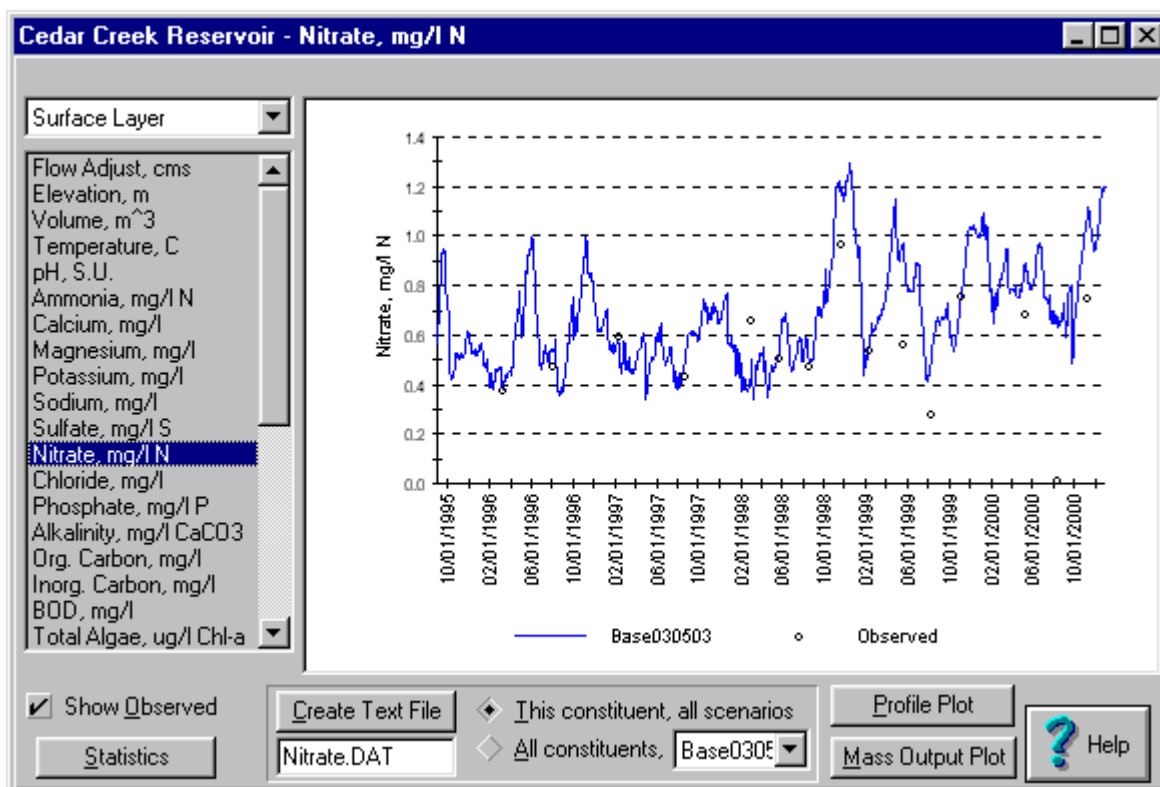 Cedar Creek Reservoir - Nitrate, mg/l N
Surface Layer
Flow Adjust, cms
Elevation, m
Volume, m^3
Temperature, C
pH, S.U.
Ammonia, mg/l N
Calcium, mg/l
Magnesium, mg/l
Potassium, mg/l
Sodium, mg/l
Sulfate, mg/l S
Nitrate, mg/l N
Chloride, mg/l
Phosphate, mg/l P
Alkalinity, mg/l CaCO3
Org. Carbon, mg/l
Inorg. Carbon, mg/l
BOD, mg/l
Total Algae, ug/l Chl-a
Nitrate, mg/l N
1.4
1.2
1.0
0.8
0.6
0.4
0.2
0.0
10/01/1995
02/01/1996
06/01/1996
10/01/1996
02/01/1997
06/01/1997
10/01/1997
02/01/1998
06/01/1998
10/01/1998
02/01/1999
06/01/1999
10/01/1999
02/01/2000
06/01/2000
10/01/2000
Base030503
Observed
Show Observed
Statistics
Create Text File
Nitrate.DAT
This constituent, all scenarios
All constituents,
Base0305
Profile Plot
Mass Output Plot
? Help